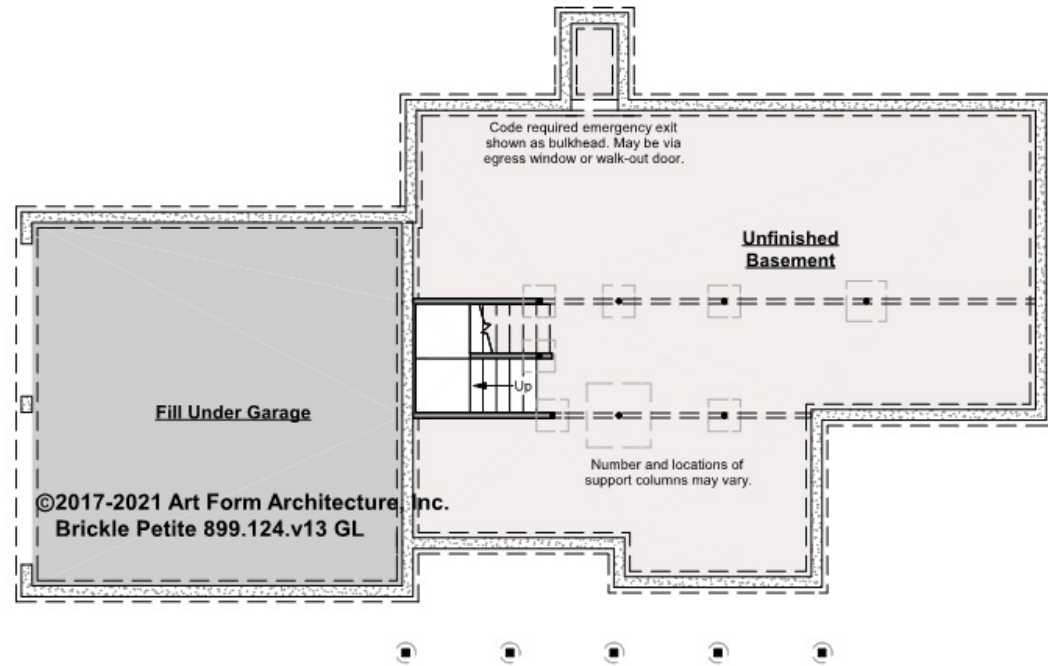 Code required emergency exit
shown as bulkhead. May be via
egress window or walk-out door.
Unfinished
Basement
Up
Fill Under Garage
Number and locations of
support columns may vary.
©2017-2021 Art Form Architecture, Inc.
Brickle Petite 899.124.v13 GL